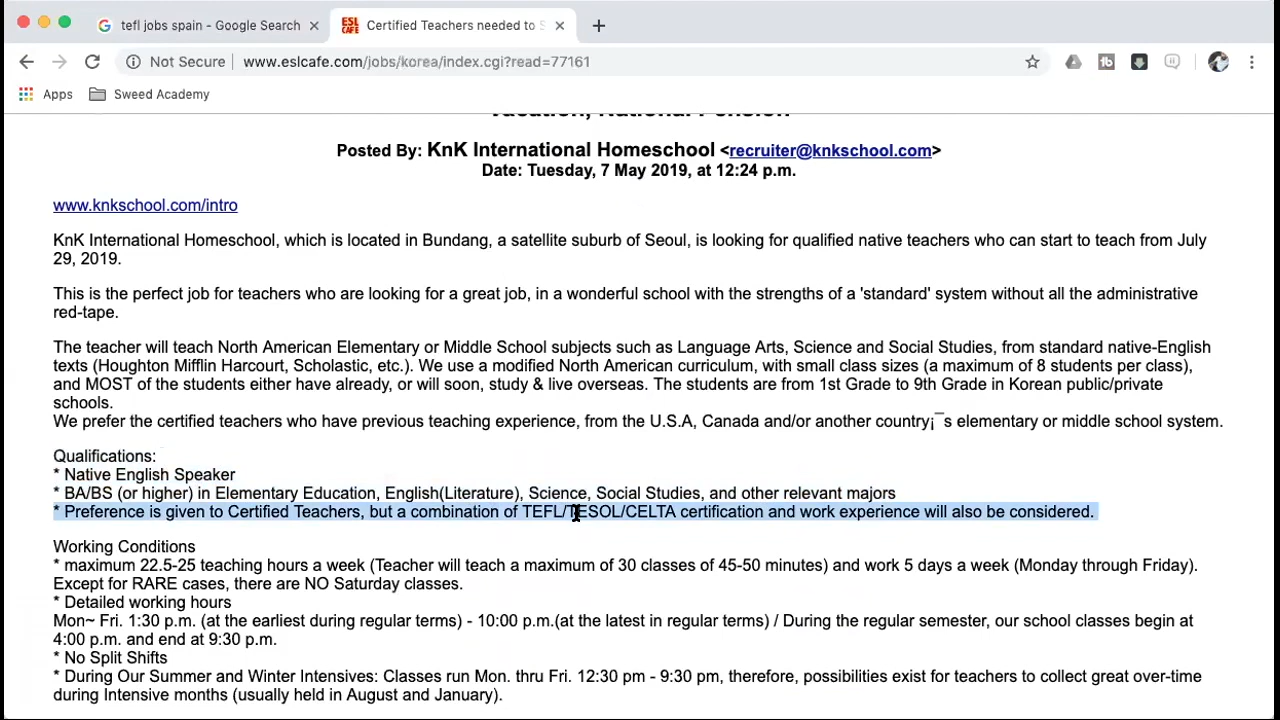 tefl jobs spain - Google Search
Certified Teachers needed to S
Not Secure
www.eslcafe.com/jobs/korea/index.cgi?read=77161
Apps
Sweed Academy
Vacation, National Pension
Posted By: KnK International Homeschool <recruiter@knkschool.com>
Date: Tuesday, 7 May 2019, at 12:24 p.m.
www.knkschool.com/intro
KnK International Homeschool, which is located in Bundang, a satellite suburb of Seoul, is looking for qualified native teachers who can start to teach from July
29, 2019.
This is the perfect job for teachers who are looking for a great job, in a wonderful school with the strengths of a 'standard' system without all the administrative
red-tape.
The teacher will teach North American Elementary or Middle School subjects such as Language Arts, Science and Social Studies, from standard native-English
texts (Houghton Mifflin Harcourt, Scholastic, etc.). We use a modified North American curriculum, with small class sizes (a maximum of 8 students per class),
and MOST of the students either have already, or will soon, study & live overseas. The students are from 1st Grade to 9th Grade in Korean public/private
schools.
We prefer the certified teachers who have previous teaching experience, from the U.S.A, Canada and/or another country¡¯s elementary or middle school system.
Qualifications:
* Native English Speaker
* BA/BS (or higher) in Elementary Education, English(Literature), Science, Social Studies, and other relevant majors
* Preference is given to Certified Teachers, but a combination of TEFL/TESOL/CELTA certification and work experience will also be considered.
Working Conditions
* maximum 22.5-25 teaching hours a week (Teacher will teach a maximum of 30 classes of 45-50 minutes) and work 5 days a week (Monday through Friday).
Except for RARE cases, there are NO Saturday classes.
* Detailed working hours
Mon~ Fri. 1:30 p.m. (at the earliest during regular terms) - 10:00 p.m.(at the latest in regular terms) / During the regular semester, our school classes begin at
4:00 p.m. and end at 9:30 p.m.
* No Split Shifts
* During Our Summer and Winter Intensives: Classes run Mon. thru Fri. 12:30 pm - 9:30 pm, therefore, possibilities exist for teachers to collect great over-time
during Intensive months (usually held in August and January).